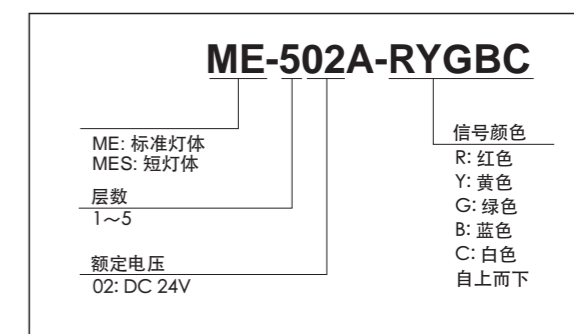 ME-502A-RYGBC
ME: 标准灯体
MES: 短灯体
层数
1～5
额定电压
02: DC 24V
信号颜色
R: 红色
Y: 黄色
G: 绿色
B: 蓝色
C: 白色
自上而下